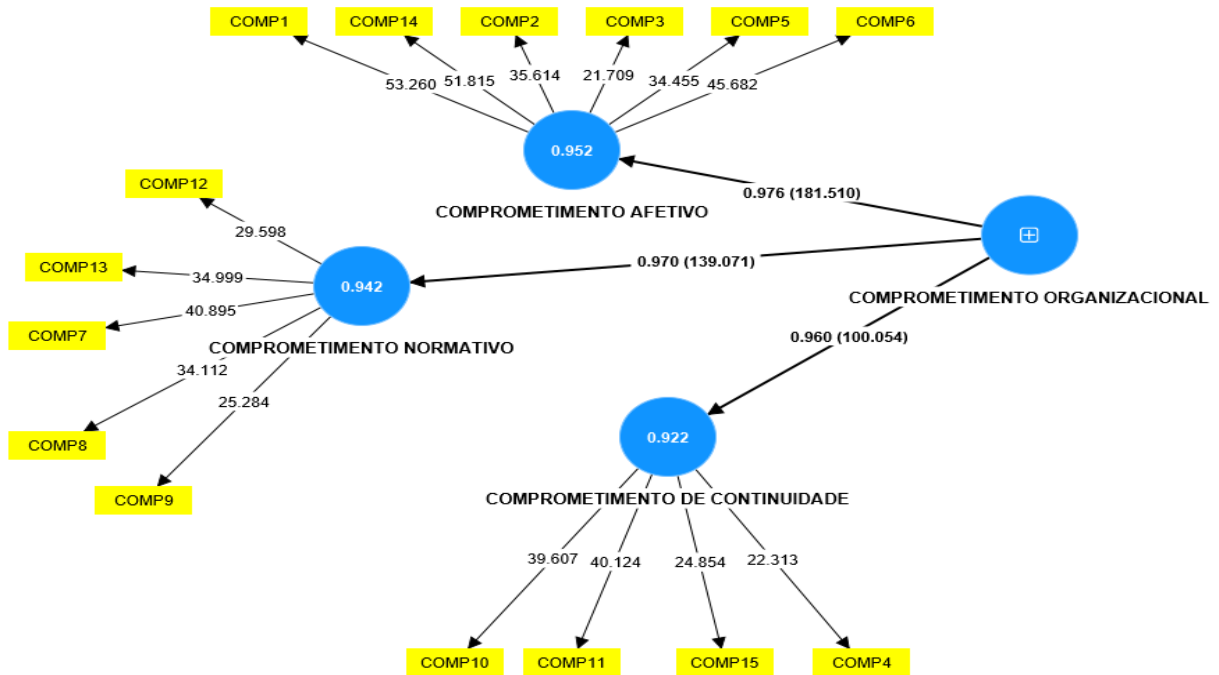 COMP1 COMP14 COMP2 COMP3 COMP5 COMP6
53.260 51.815 35.614 21.709 34.455 45.682
0.952
COMPROMETIMENTO AFETIVO
0.976 (181.510)
COMP12
29.598
COMP13
34.999
0.942
0.970 (139.071)
COMPROMETIMENTO ORGANIZACIONAL
COMP7
40.895
COMPROMETIMENTO NORMATIVO
0.960 (100.054)
34.112
25.284
COMP8
COMP9
0.922
COMPROMETIMENTO DE CONTINUIDADE
39.607 40.124 24.854 22.313
COMP10 COMP11 COMP15 COMP4